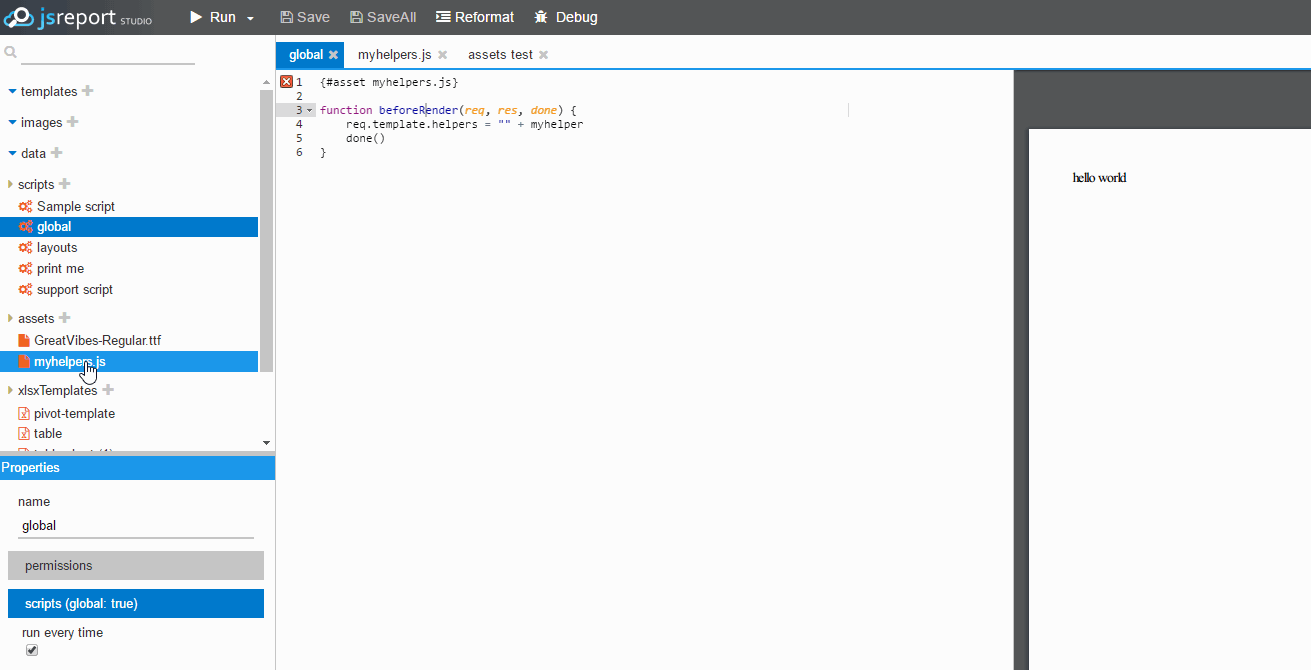 jsreport STUDIO Run Save SaveAll Reformat Debug
global myhelpers.js assets test
templates
images
data
scripts
Sample script
global
layouts
print me
support script
assets
GreatVibes-Regular.ttf
myhelpers.js
xlsxTemplates
pivot-template
table
Properties
name
global
permissions
scripts (global: true)
run every time
1 {#asset myhelpers.js}
2
3 function beforeRender(req, res, done) {
4 req.template.helpers = "" + myhelper
5 done()
6 }
hello world